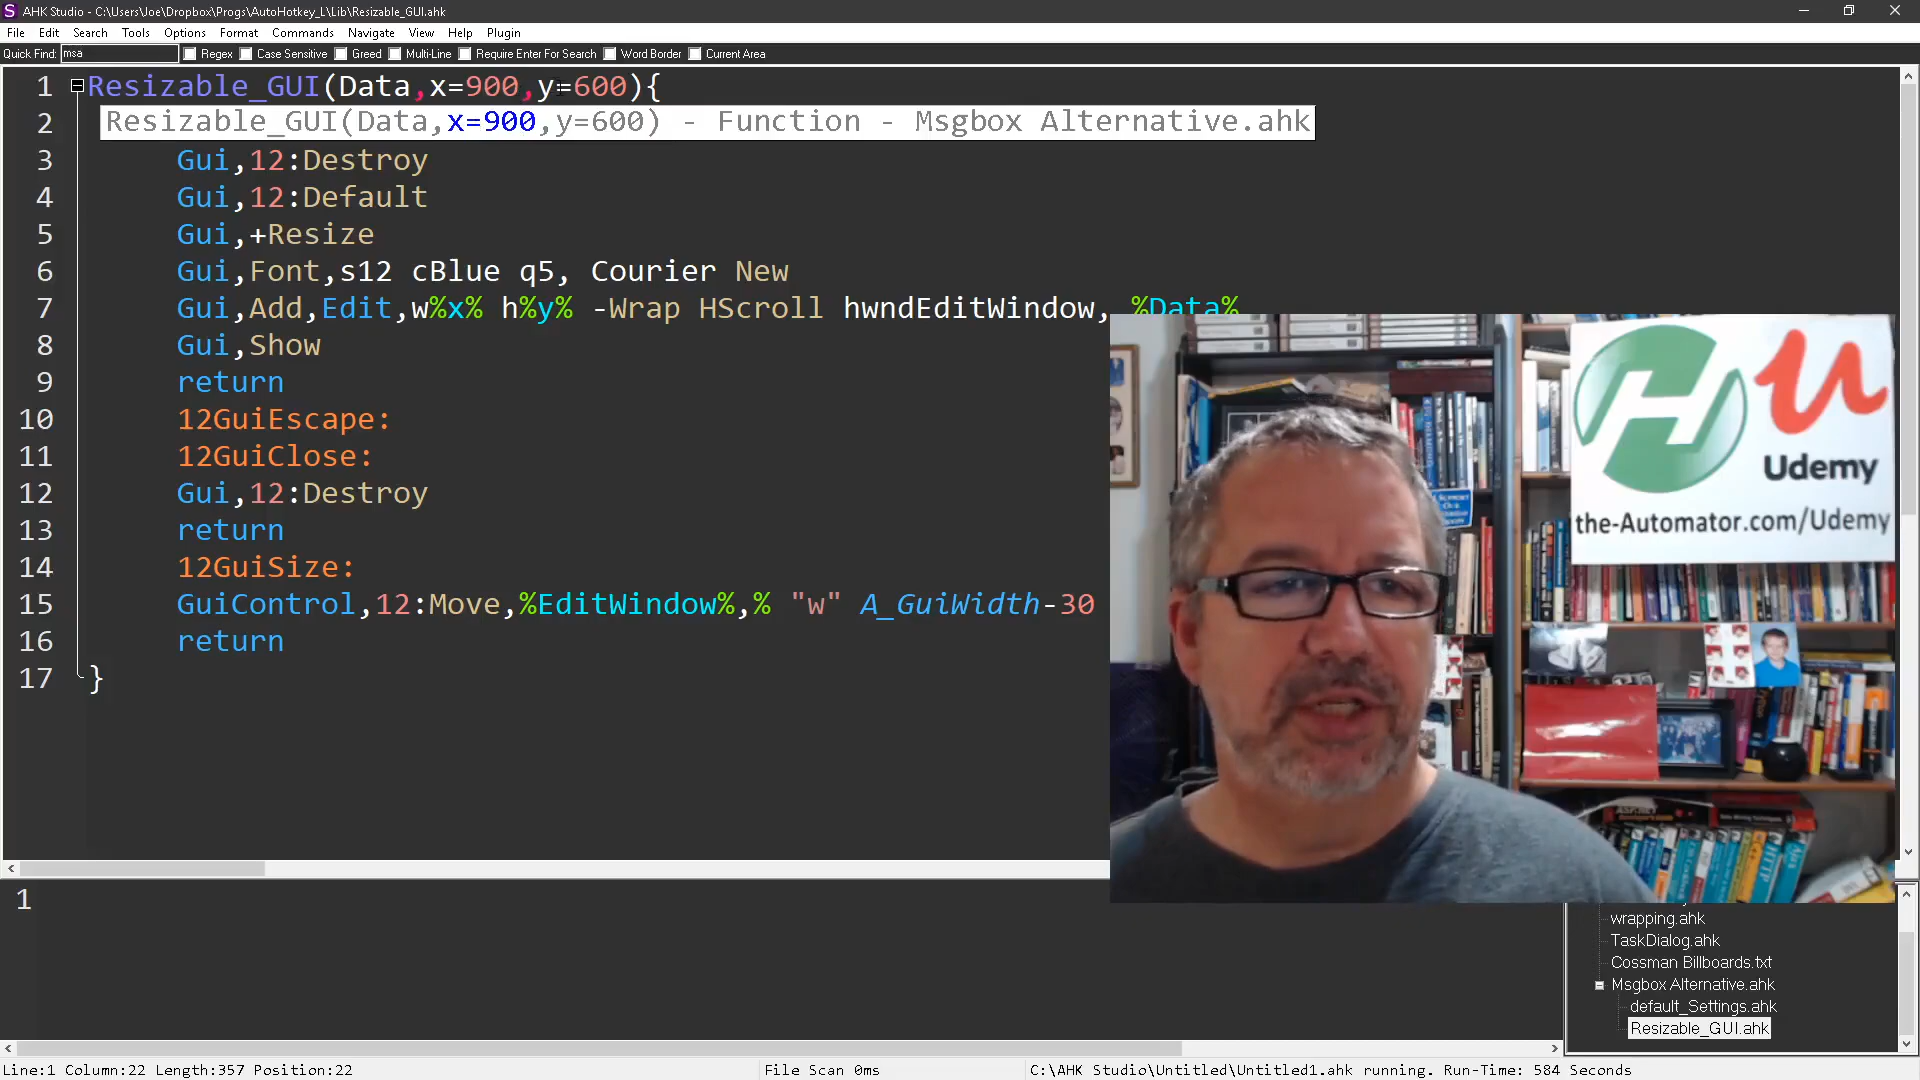 AHK Studio - C:\Users\Joe\Dropbox\Progs\AutoHotkey_L\Lib\Resizable_GUI.ahk
File Edit Search Tools Options Format Commands Navigate View Help Plugin
Quick Find: msa Regex Case Sensitive Greed Multi-Line Require Enter For Search Word Border Current Area
1 Resizable_GUI(Data,x=900,y=600){
2 Resizable_GUI(Data,x=900,y=600) - Function - Msgbox Alternative.ahk
3 Gui,12:Destroy
4 Gui,12:Default
5 Gui,+Resize
6 Gui,Font,s12 cBlue q5, Courier New
7 Gui,Add,Edit,w%x% h%y% -Wrap HScroll hwndEditWindow, %Data%
8 Gui,Show
9 return
10 12GuiEscape:
11 12GuiClose:
12 Gui,12:Destroy
13 return
14 12GuiSize:
15 GuiControl,12:Move,%EditWindow%,% "w" A_GuiWidth-30
16 return
17 }
Udemy
the-Automator.com/Udemy
1
wrapping.ahk
TaskDialog.ahk
Cossman Billboards.txt
Msgbox Alternative.ahk
default_Settings.ahk
Resizable_GUI.ahk
Line:1 Column:22 Length:357 Position:22 File Scan 0ms C:\AHK Studio\Untitled\Untitled1.ahk running. Run-Time: 584 Seconds